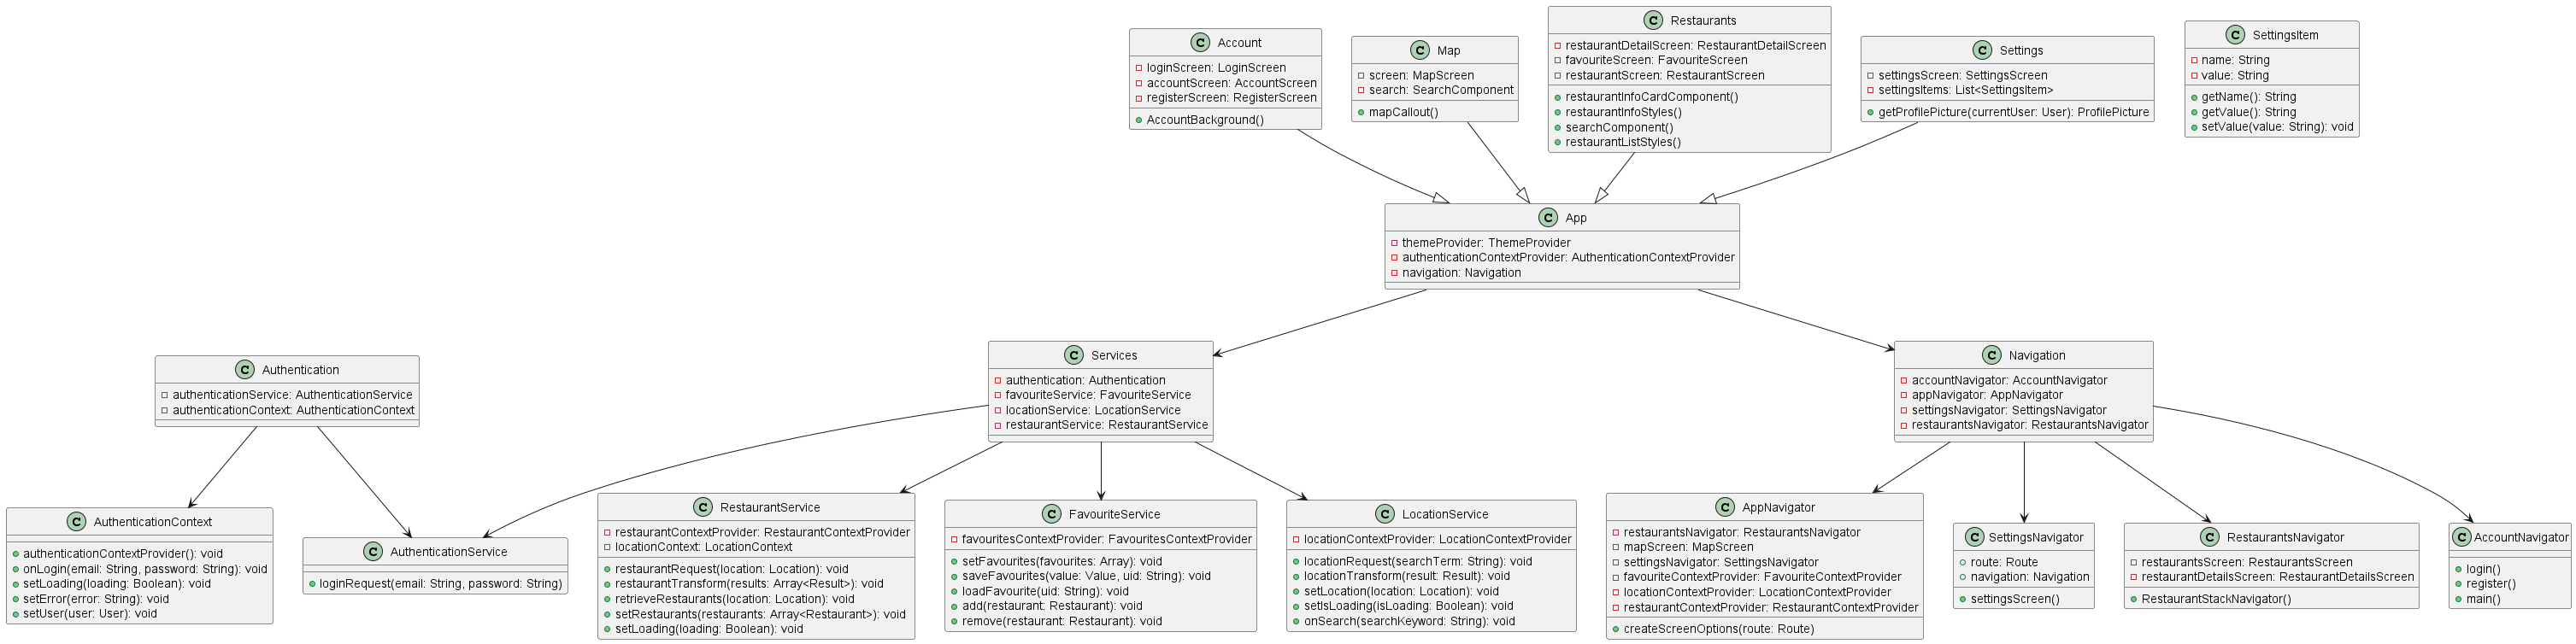 C Account
loginScreen: LoginScreen
accountScreen: AccountScreen
registerScreen: RegisterScreen
AccountBackground()
C Map
screen: MapScreen
search: SearchComponent
mapCallout()
C Restaurants
restaurantDetailScreen: RestaurantDetailScreen
favouriteScreen: FavouriteScreen
restaurantScreen: RestaurantScreen
restaurantInfoCardComponent()
restaurantInfoStyles()
searchComponent()
restaurantListStyles()
C Settings
settingsScreen: SettingsScreen
settingsItems: List<SettingsItem>
getProfilePicture(currentUser: User): ProfilePicture
C SettingsItem
name: String
value: String
getName(): String
getValue(): String
setValue(value: String): void
C App
themeProvider: ThemeProvider
authenticationContextProvider: AuthenticationContextProvider
navigation: Navigation
C Authentication
authenticationService: AuthenticationService
authenticationContext: AuthenticationContext
C Services
authentication: Authentication
favouriteService: FavouriteService
locationService: LocationService
restaurantService: RestaurantService
C Navigation
accountNavigator: AccountNavigator
appNavigator: AppNavigator
settingsNavigator: SettingsNavigator
restaurantsNavigator: RestaurantsNavigator
C AuthenticationContext
authenticationContextProvider(): void
onLogin(email: String, password: String): void
setLoading(loading: Boolean): void
setError(error: String): void
setUser(user: User): void
C AuthenticationService
loginRequest(email: String, password: String)
C RestaurantService
restaurantContextProvider: RestaurantContextProvider
locationContext: LocationContext
restaurantRequest(location: Location): void
restaurantTransform(results: Array<Result>): void
retrieveRestaurants(location: Location): void
setRestaurants(restaurants: Array<Restaurant>): void
setLoading(loading: Boolean): void
C FavouriteService
favouritesContextProvider: FavouritesContextProvider
setFavourites(favourites: Array): void
saveFavourites(value: Value, uid: String): void
loadFavourite(uid: String): void
add(restaurant: Restaurant): void
remove(restaurant: Restaurant): void
C LocationService
locationContextProvider: LocationContextProvider
locationRequest(searchTerm: String): void
locationTransform(result: Result): void
setLocation(location: Location): void
setIsLoading(isLoading: Boolean): void
onSearch(searchKeyword: String): void
C AppNavigator
restaurantsNavigator: RestaurantsNavigator
mapScreen: MapScreen
settingsNavigator: SettingsNavigator
favouriteContextProvider: FavouriteContextProvider
locationContextProvider: LocationContextProvider
restaurantContextProvider: RestaurantContextProvider
createScreenOptions(route: Route)
C SettingsNavigator
route: Route
navigation: Navigation
settingsScreen()
C RestaurantsNavigator
restaurantsScreen: RestaurantsScreen
restaurantDetailsScreen: RestaurantDetailsScreen
RestaurantStackNavigator()
C AccountNavigator
login()
register()
main()